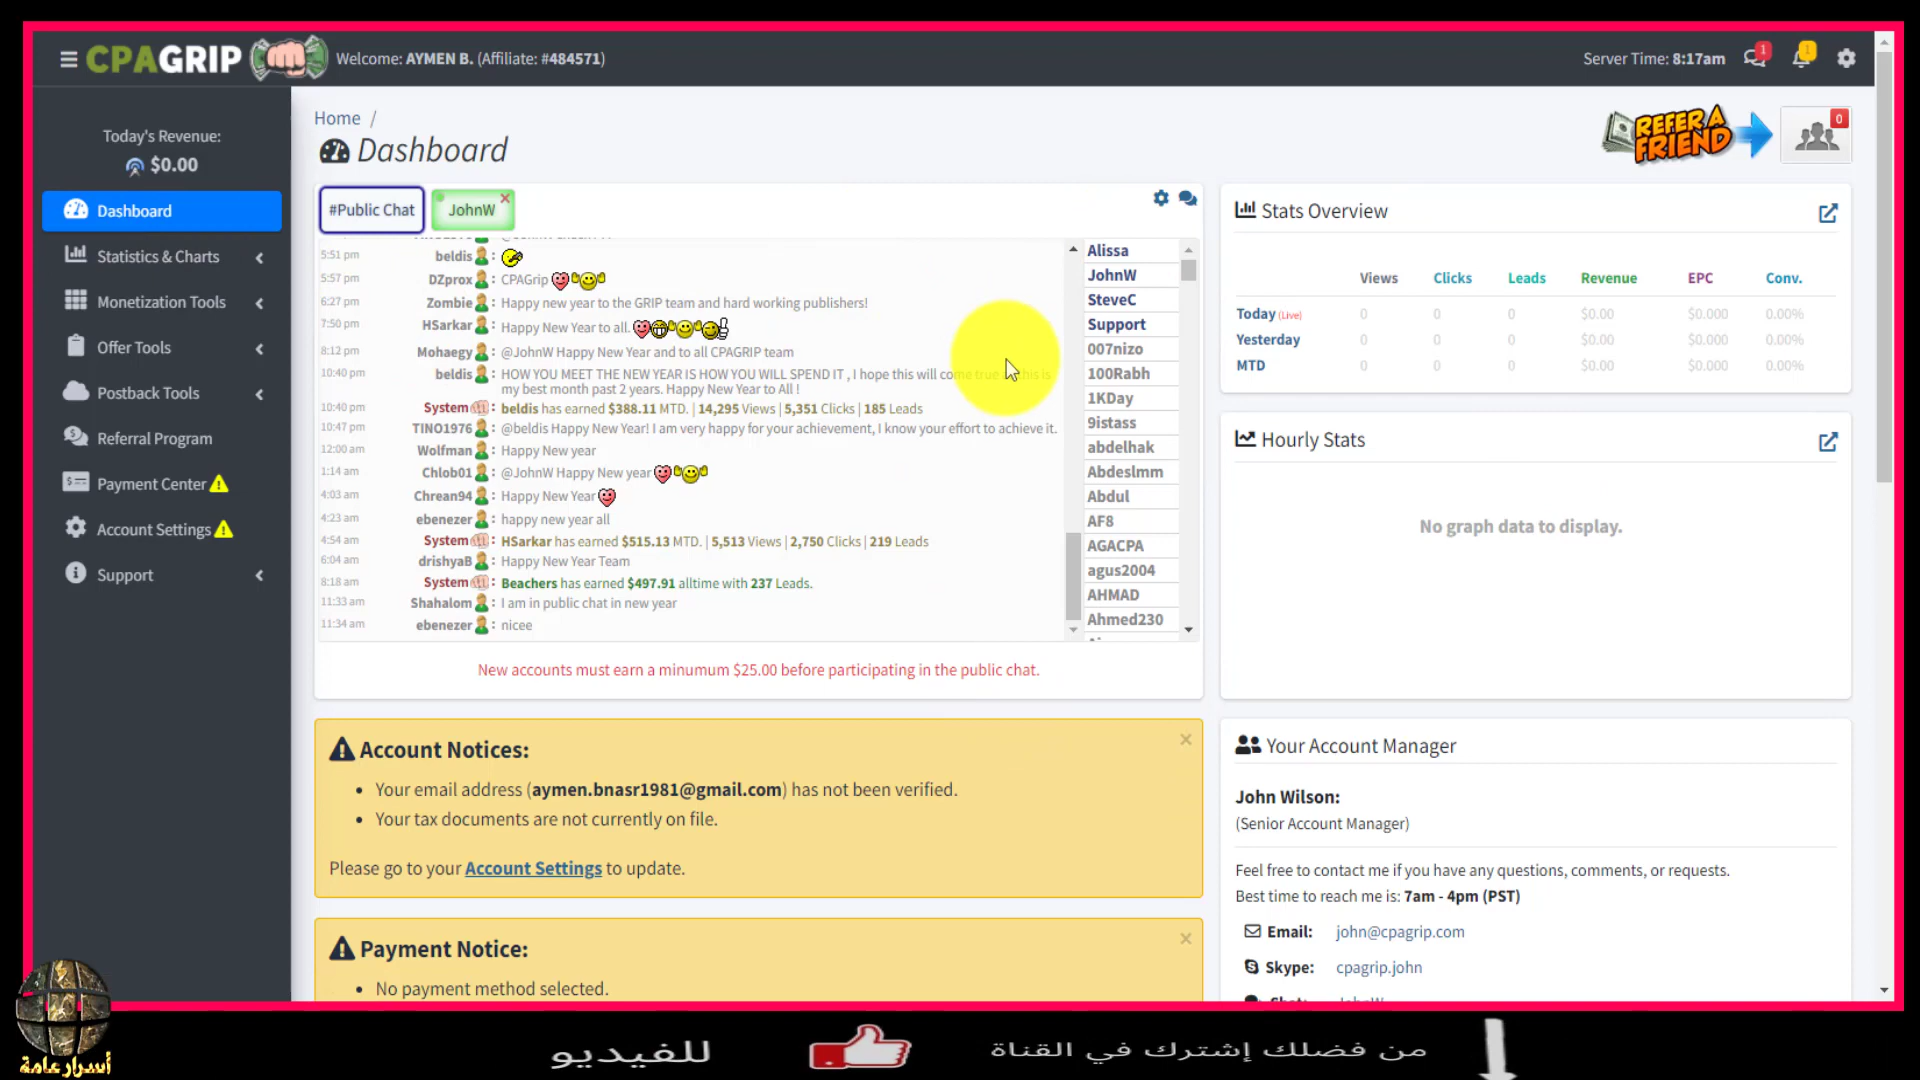 CPAGRIP Welcome: AYMEN B. (Affiliate: #484571) Server Time: 8:17am 1 1
Today's Revenue:
$0.00
Dashboard
Statistics & Charts
Monetization Tools
Offer Tools
Postback Tools
Referral Program
Payment Center
Account Settings
Support
Home /
Dashboard
REFER A FRIEND
0
#Public Chat JohnW
5:51 pm beldis :
5:57 pm DZprox : CPAGrip
6:27 pm Zombie : Happy new year to the GRIP team and hard working publishers!
7:50 pm HSarkar : Happy New Year to all.
8:12 pm Mohaegy : @JohnW Happy New Year and to all CPAGRIP team
10:40 pm beldis : HOW YOU MEET THE NEW YEAR IS HOW YOU WILL SPEND IT , I hope this will come true as this is
my best month past 2 years. Happy New Year to All !
10:40 pm System : beldis has earned $388.11 MTD. | 14,295 Views | 5,351 Clicks | 185 Leads
10:47 pm TINO1976 : @beldis Happy New Year! I am very happy for your achievement, I know your effort to achieve it.
12:00 am Wolfman : Happy New year
1:14 am Chlob01 : @JohnW Happy New year
4:03 am Chrean94 : Happy New Year
4:23 am ebenezer : happy new year all
4:54 am System : HSarkar has earned $515.13 MTD. | 5,513 Views | 2,750 Clicks | 219 Leads
6:04 am drishyaB : Happy New Year Team
8:18 am System : Beachers has earned $497.91 alltime with 237 Leads.
11:33 am Shahalom : I am in public chat in new year
11:34 am ebenezer : nicee
Alissa
JohnW
SteveC
Support
007nizo
100Rabh
1KDay
9istass
abdelhak
Abdeslmm
Abdul
AF8
AGACPA
agus2004
AHMAD
Ahmed230
New accounts must earn a minumum $25.00 before participating in the public chat.
Account Notices:
Your email address (aymen.bnasr1981@gmail.com) has not been verified.
Your tax documents are not currently on file.
Please go to your Account Settings to update.
Payment Notice:
No payment method selected.
Stats Overview
Views Clicks Leads Revenue EPC Conv.
Today (Live) 0 0 0 $0.00 $0.000 0.00%
Yesterday 0 0 0 $0.00 $0.000 0.00%
MTD 0 0 0 $0.00 $0.000 0.00%
Hourly Stats
No graph data to display.
Your Account Manager
John Wilson:
(Senior Account Manager)
Feel free to contact me if you have any questions, comments, or requests.
Best time to reach me is: 7am - 4pm (PST)
Email: john@cpagrip.com
Skype: cpagrip.john
أسرار عامة
من فضلك إشترك في القناة
للفيديو